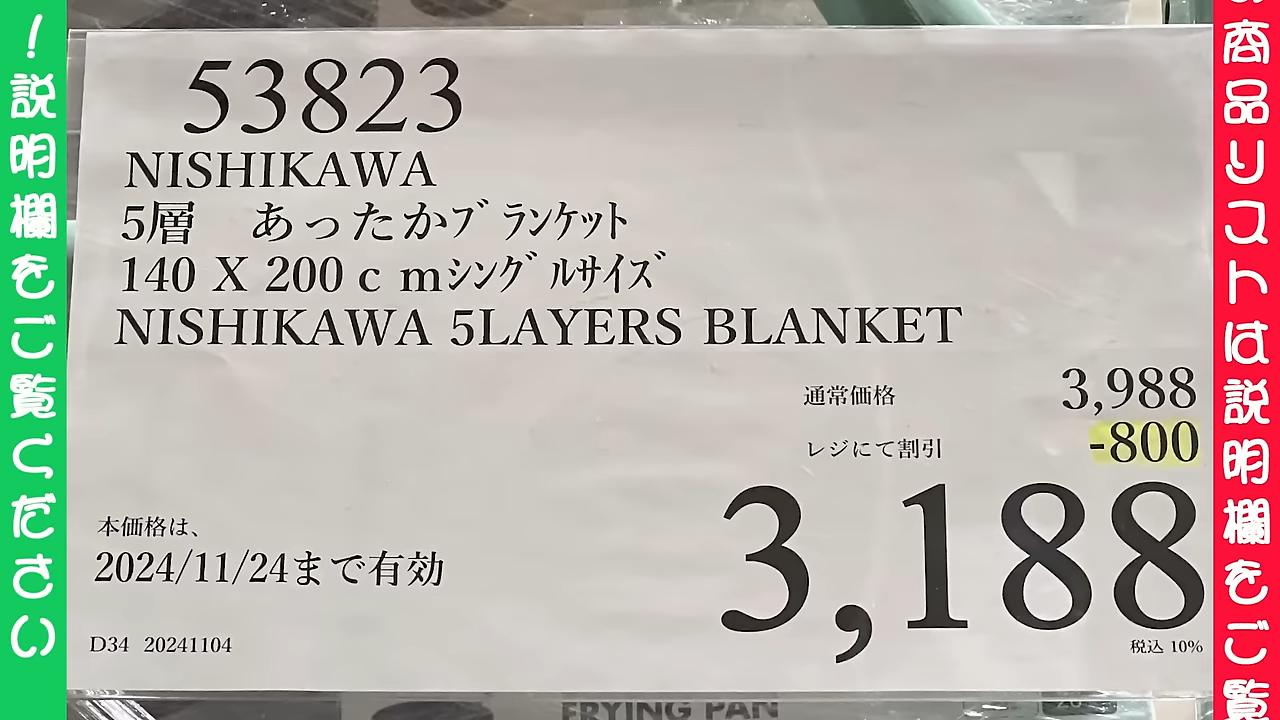 ！説明欄をご覧ください
53823
NISHIKAWA
5層　あったかﾌﾞﾗﾝｹｯﾄ
140 X 200ｃｍｼﾝｸﾞﾙｻｲｽﾞ
NISHIKAWA 5LAYERS BLANKET
通常価格 3,988
レジにて割引 -800
3,188
本価格は、
2024/11/24まで有効
D34 20241104
税込 10%
FRYING PAN
商品リストは説明欄をご覧